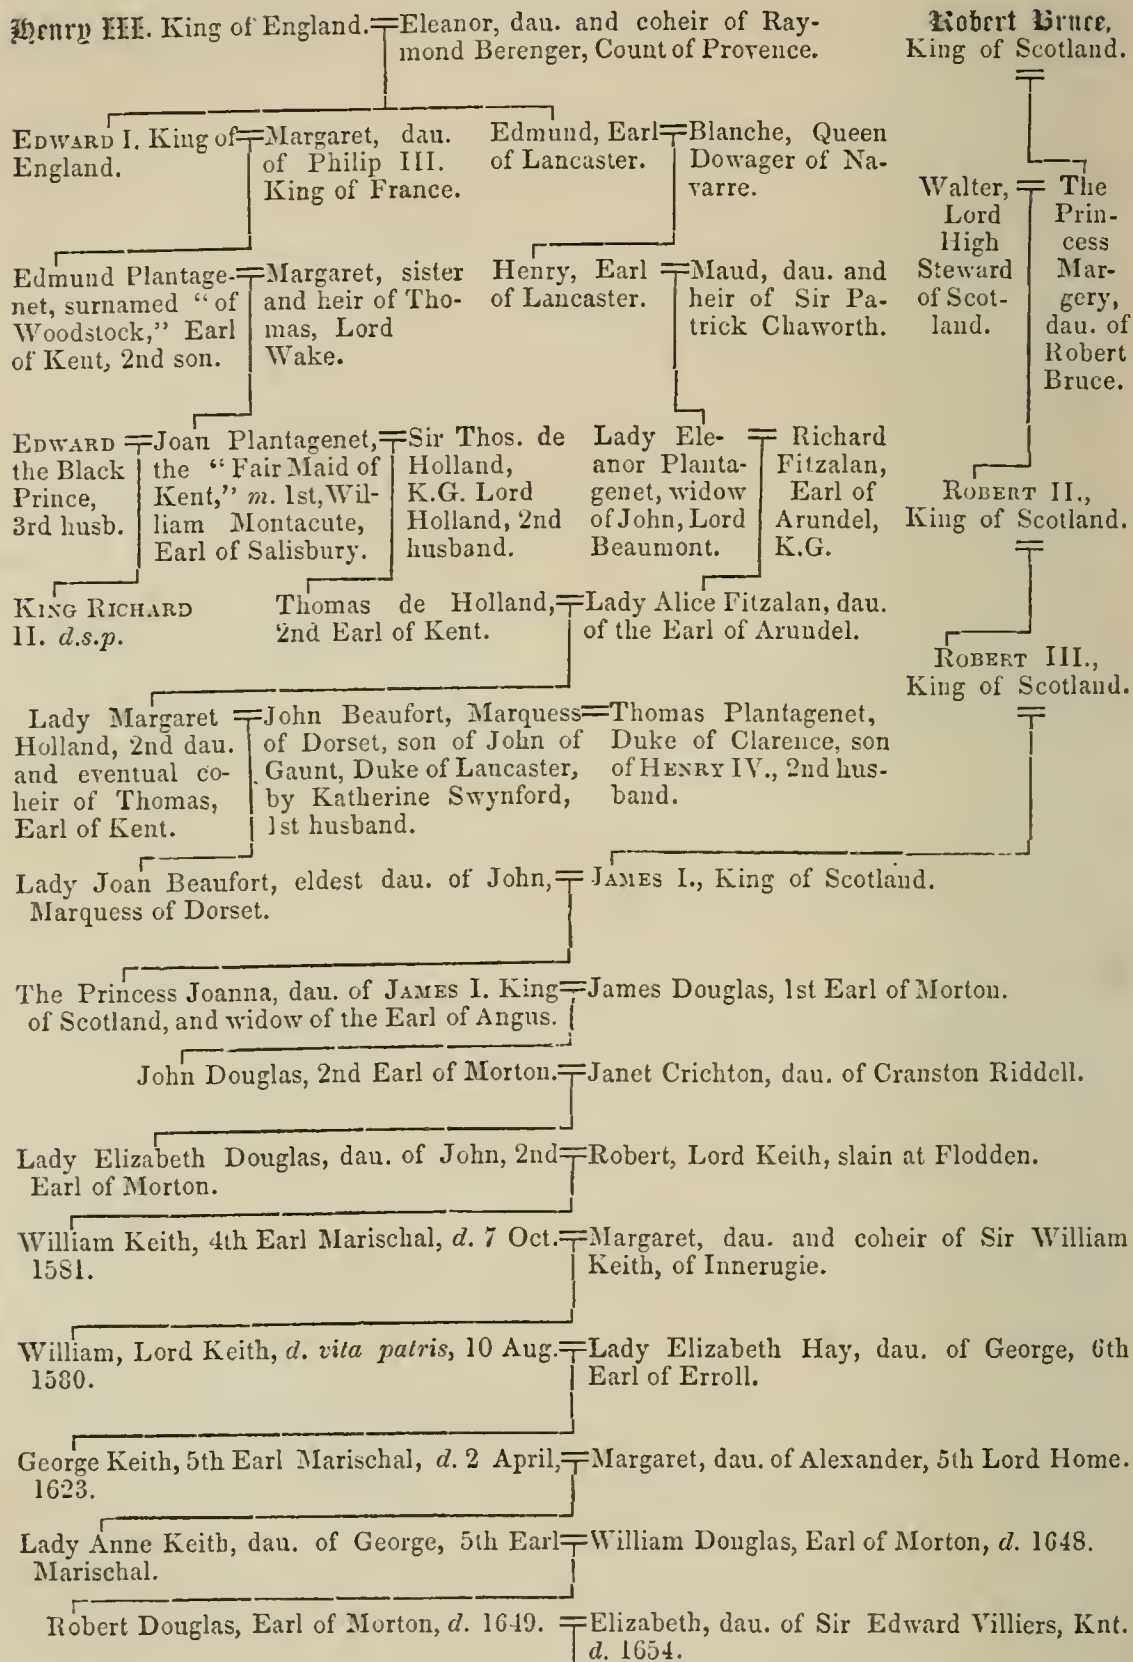 Henry III. King of England.
Eleanor, dau. and coheir of Ray-
mond Berenger, Count of Provence.
Robert Bruce,
King of Scotland.
EDWARD I. King of
England.
Margaret, dau.
of Philip III.
King of France.
Edmund, Earl
of Lancaster.
Blanche, Queen
Dowager of Na-
varre.
Walter,
Lord
High
Steward
of Scot-
land.
The
Prin-
cess
Mar-
gery,
dau. of
Robert
Bruce.
Edmund Plantage-
net, surnamed "of
Woodstock," Earl
of Kent, 2nd son.
Margaret, sister
and heir of Tho-
mas, Lord
Wake.
Henry, Earl
of Lancaster.
Maud, dau. and
heir of Sir Pa-
trick Chaworth.
EDWARD
the Black
Prince,
3rd husb.
Joan Plantagenet,
the "Fair Maid of
Kent," m. 1st, Wil-
liam Montacute,
Earl of Salisbury.
Sir Thos. de
Holland,
K.G. Lord
Holland, 2nd
husband.
Lady Ele-
anor Planta-
genet, widow
of John, Lord
Beaumont.
Richard
Fitzalan,
Earl of
Arundel,
K.G.
ROBERT II.,
King of Scotland.
KING RICHARD
II. d.s.p.
Thomas de Holland,
2nd Earl of Kent.
Lady Alice Fitzalan, dau.
of the Earl of Arundel.
ROBERT III.,
King of Scotland.
Lady Margaret
Holland, 2nd dau.
and eventual co-
heir of Thomas,
Earl of Kent.
John Beaufort, Marquess
of Dorset, son of John of
Gaunt, Duke of Lancaster,
by Katherine Swynford,
1st husband.
Thomas Plantagenet,
Duke of Clarence, son
of HENRY IV., 2nd hus-
band.
Lady Joan Beaufort, eldest dau. of John,
Marquess of Dorset.
JAMES I., King of Scotland.
The Princess Joanna, dau. of JAMES I. King
of Scotland, and widow of the Earl of Angus.
James Douglas, 1st Earl of Morton.
John Douglas, 2nd Earl of Morton.
Janet Crichton, dau. of Cranston Riddell.
Lady Elizabeth Douglas, dau. of John, 2nd
Earl of Morton.
Robert, Lord Keith, slain at Flodden.
William Keith, 4th Earl Marischal, d. 7 Oct.
1581.
Margaret, dau. and coheir of Sir William
Keith, of Innerugie.
William, Lord Keith, d. vita patris, 10 Aug.
1580.
Lady Elizabeth Hay, dau. of George, 6th
Earl of Erroll.
George Keith, 5th Earl Marischal, d. 2 April,
1623.
Margaret, dau. of Alexander, 5th Lord Home.
Lady Anne Keith, dau. of George, 5th Earl
Marischal.
William Douglas, Earl of Morton, d. 1648.
Robert Douglas, Earl of Morton, d. 1649.
Elizabeth, dau. of Sir Edward Villiers, Knt.
d. 1654.